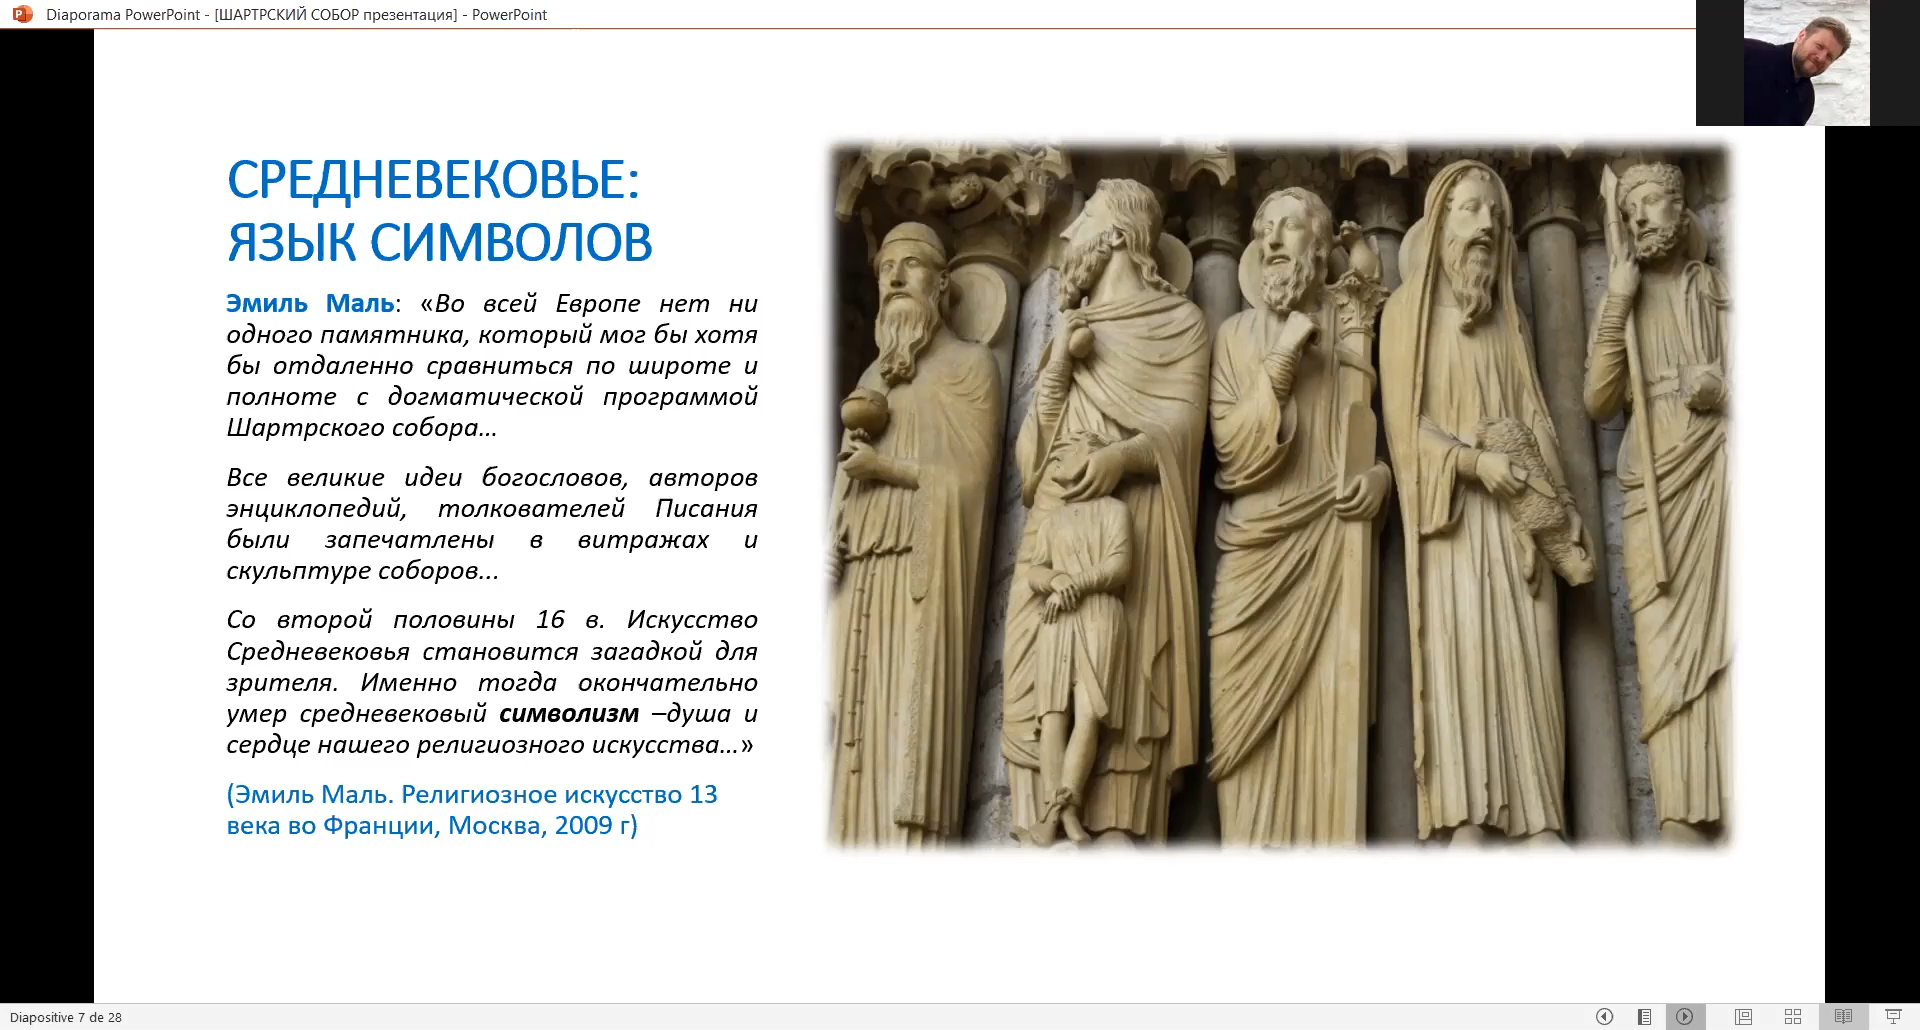 Diaporama PowerPoint - [ШАРТРСКИЙ СОБОР презентация] - PowerPoint
СРЕДНЕВЕКОВЬЕ:
ЯЗЫК СИМВОЛОВ
Эмиль Маль: «Во всей Европе нет ни
одного памятника, который мог бы хотя
бы отдаленно сравниться по широте и
полноте с догматической программой
Шартрского собора...
Все великие идеи богословов, авторов
энциклопедий, толкователей Писания
были запечатлены в витражах и
скульптуре соборов...
Со второй половины 16 в. Искусство
Средневековья становится загадкой для
зрителя. Именно тогда окончательно
умер средневековый символизм –душа и
сердце нашего религиозного искусства...»
(Эмиль Маль. Религиозное искусство 13
века во Франции, Москва, 2009 г)
Diapositive 7 de 28